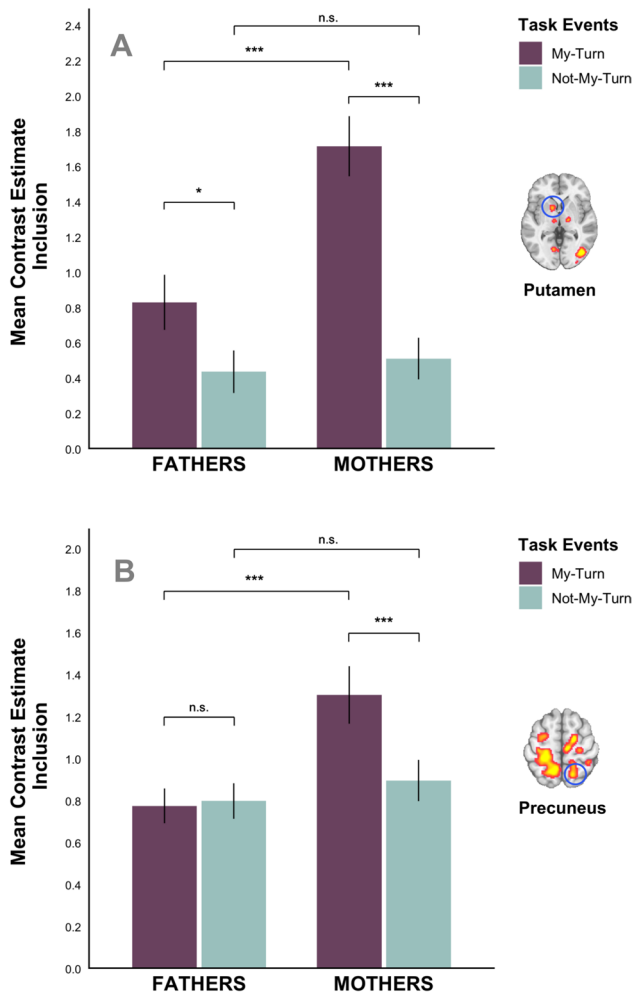 A
Task Events
My-Turn
Not-My-Turn
n.s.
***
***
*
2.4
2.2
2.0
1.8
1.6
1.4
1.2
1.0
0.8
0.6
0.4
0.2
0.0
Mean Contrast Estimate
Inclusion
FATHERS
MOTHERS
Putamen
B
Task Events
My-Turn
Not-My-Turn
n.s.
***
***
n.s.
2.0
1.8
1.6
1.4
1.2
1.0
0.8
0.6
0.4
0.2
0.0
Mean Contrast Estimate
Inclusion
FATHERS
MOTHERS
Precuneus